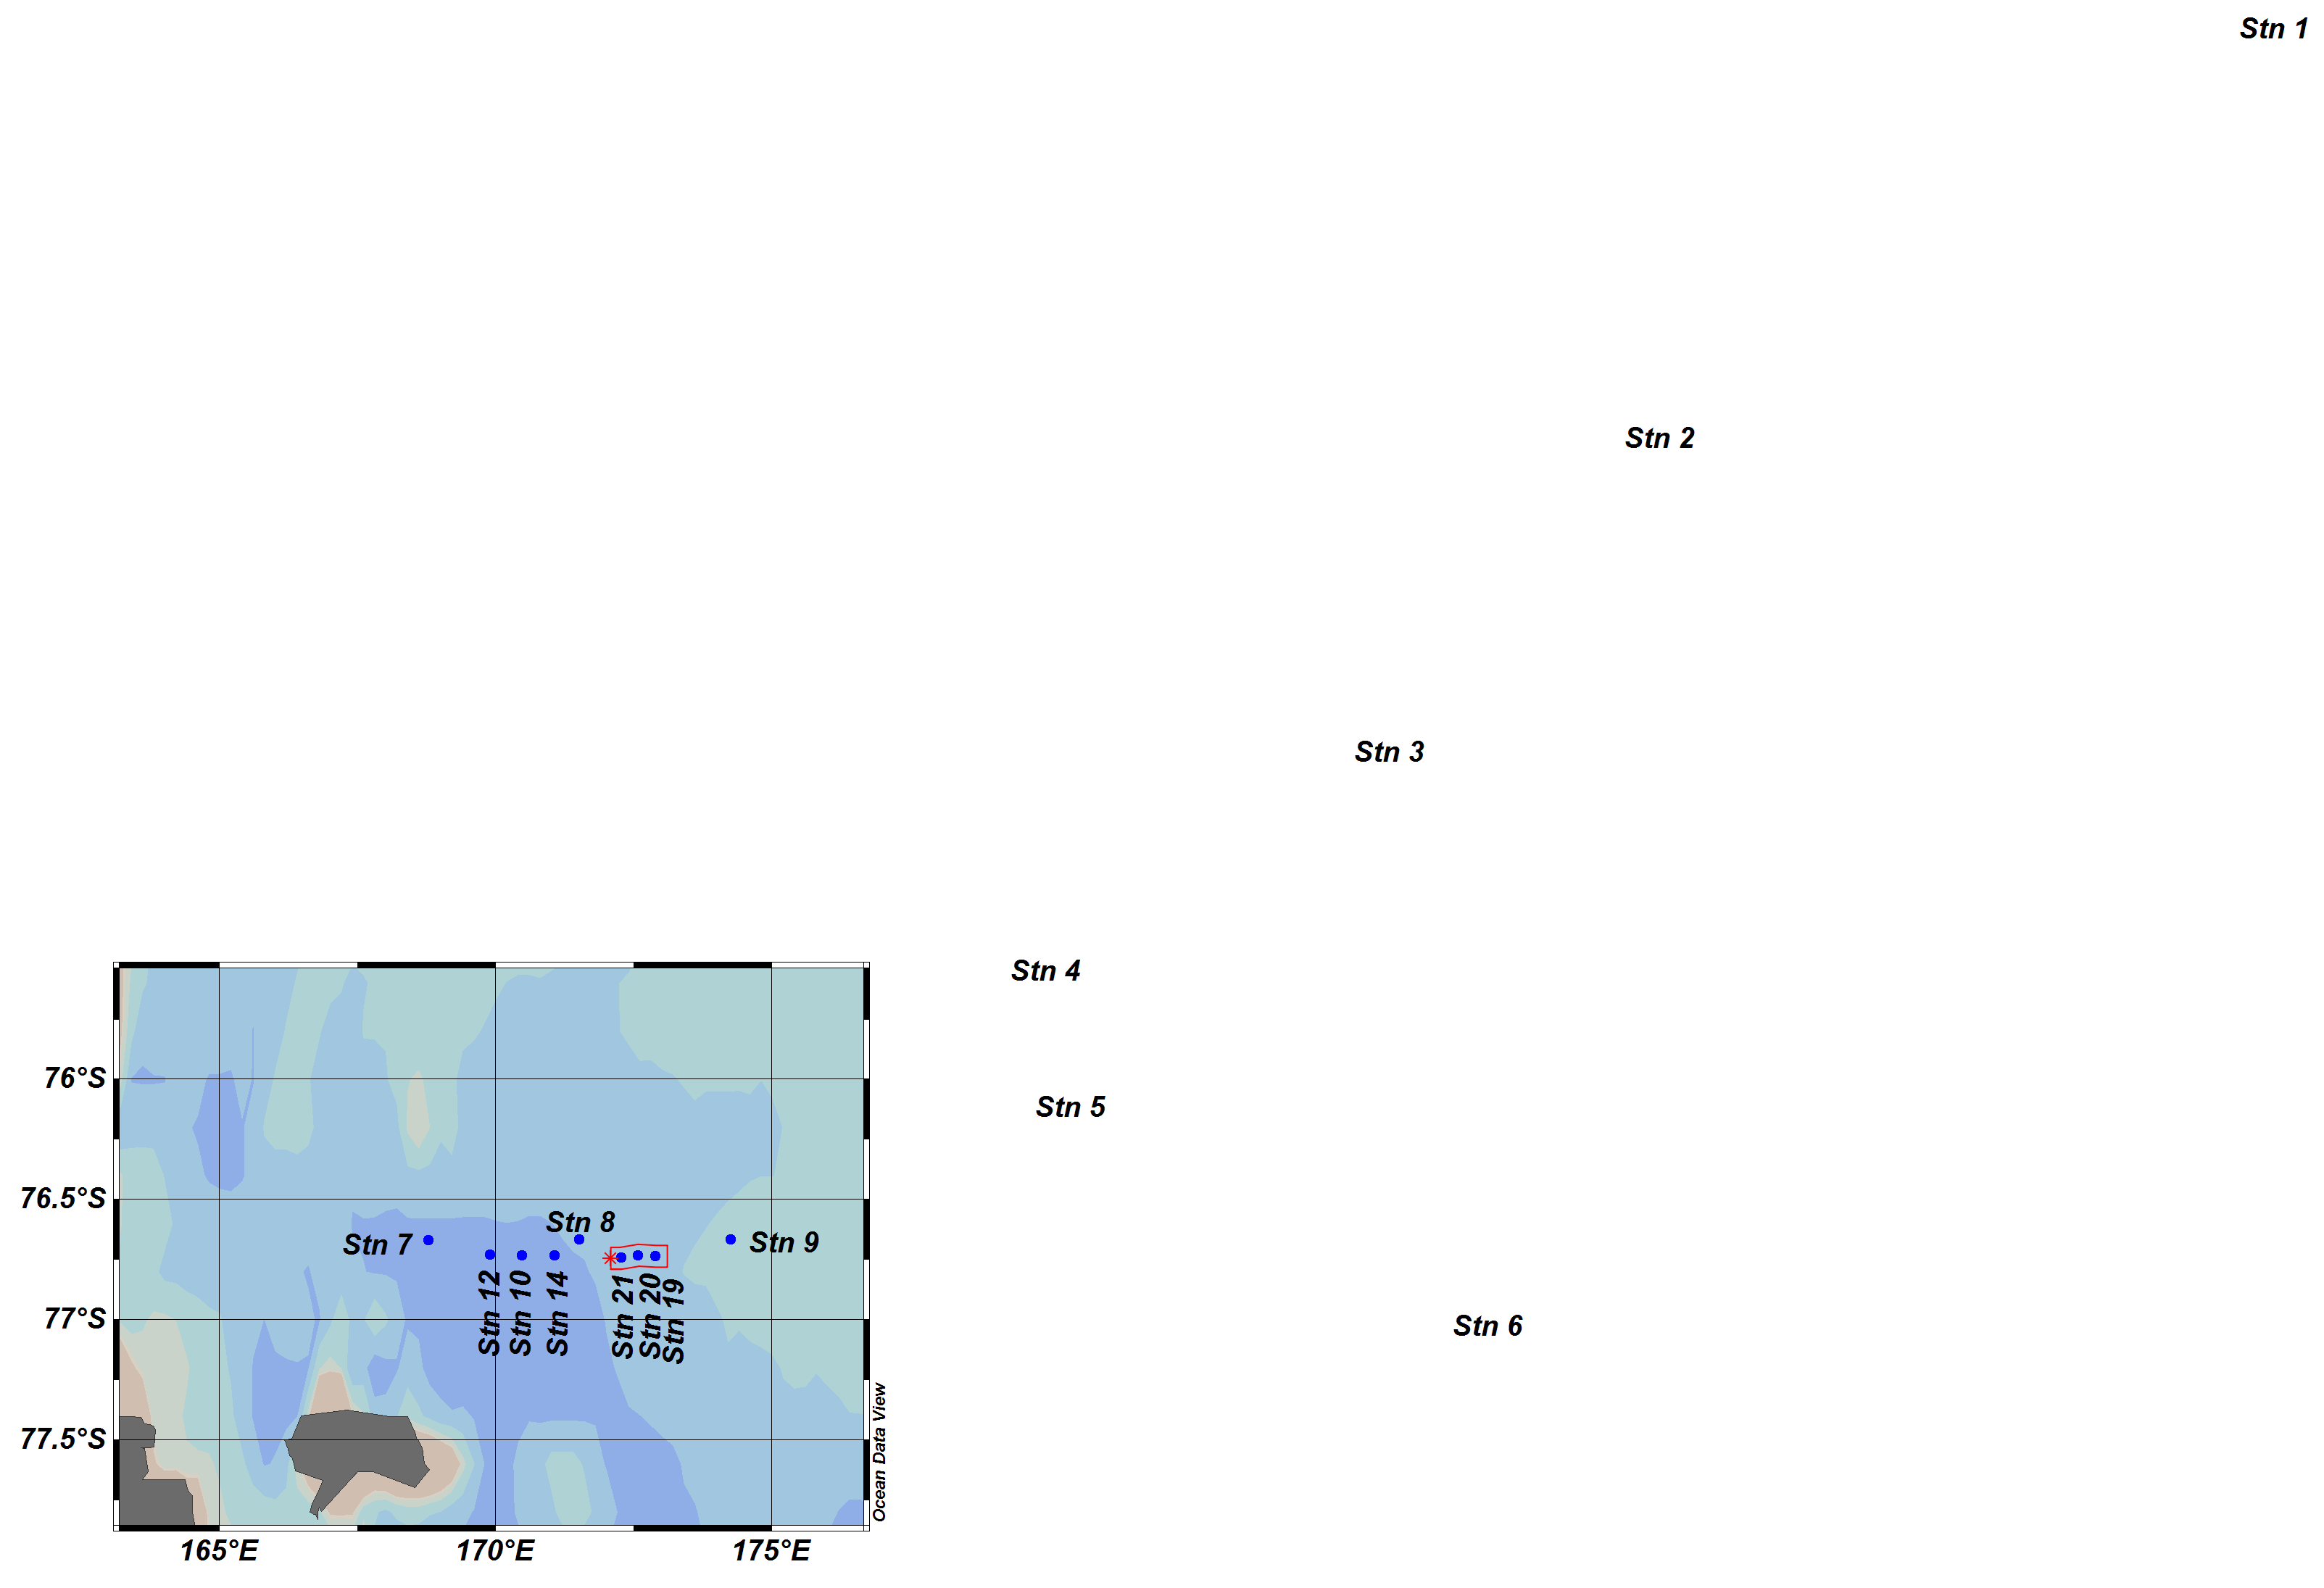 Stn 1
Stn 2
Stn 3
Stn 4
76°S
Stn 5
76.5°S
Stn 8
Stn 7
Stn 9
Stn 12
Stn 10
Stn 14
Stn 21
Stn 20
Stn 19
77°S
Stn 6
77.5°S
Ocean Data View
165°E
170°E
175°E